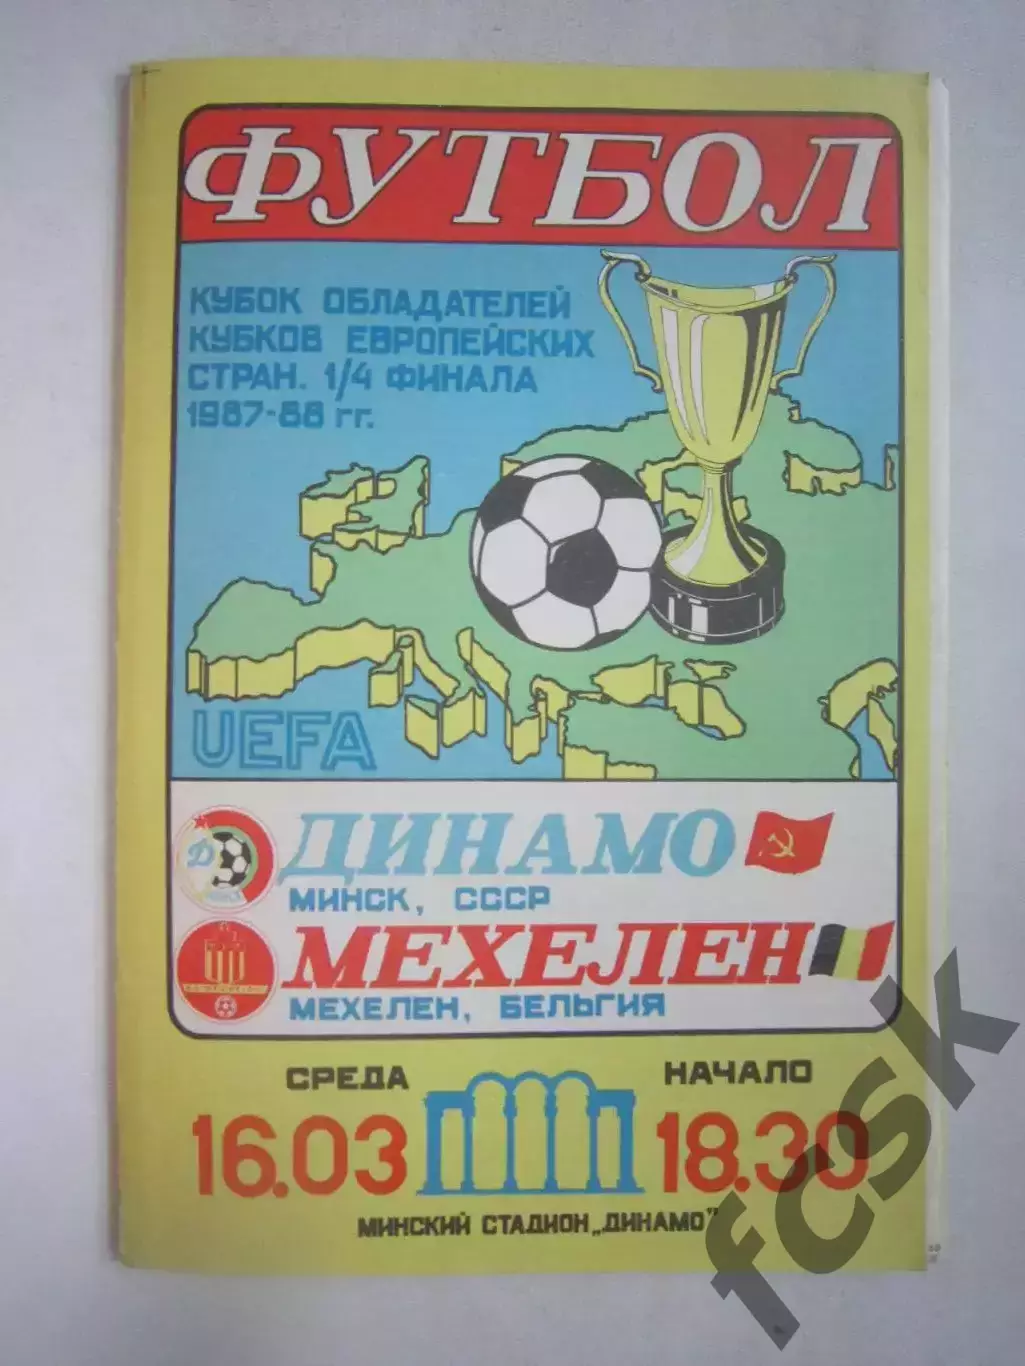 ФУТБОЛ
КУБОК ОБЛАДАТЕЛЕЙ
КУБКОВ ЕВРОПЕЙСКИХ
СТРАН. 1/4 ФИНАЛА
1987-88 гг.
UEFA
Д
ДИНАМО
МИНСК, СССР
МЕХЕЛЕН
МЕХЕЛЕН, БЕЛЬГИЯ
СРЕДА
НАЧАЛО
16.03
18.30
МИНСКИЙ СТАДИОН „ДИНАМО"
fcsk